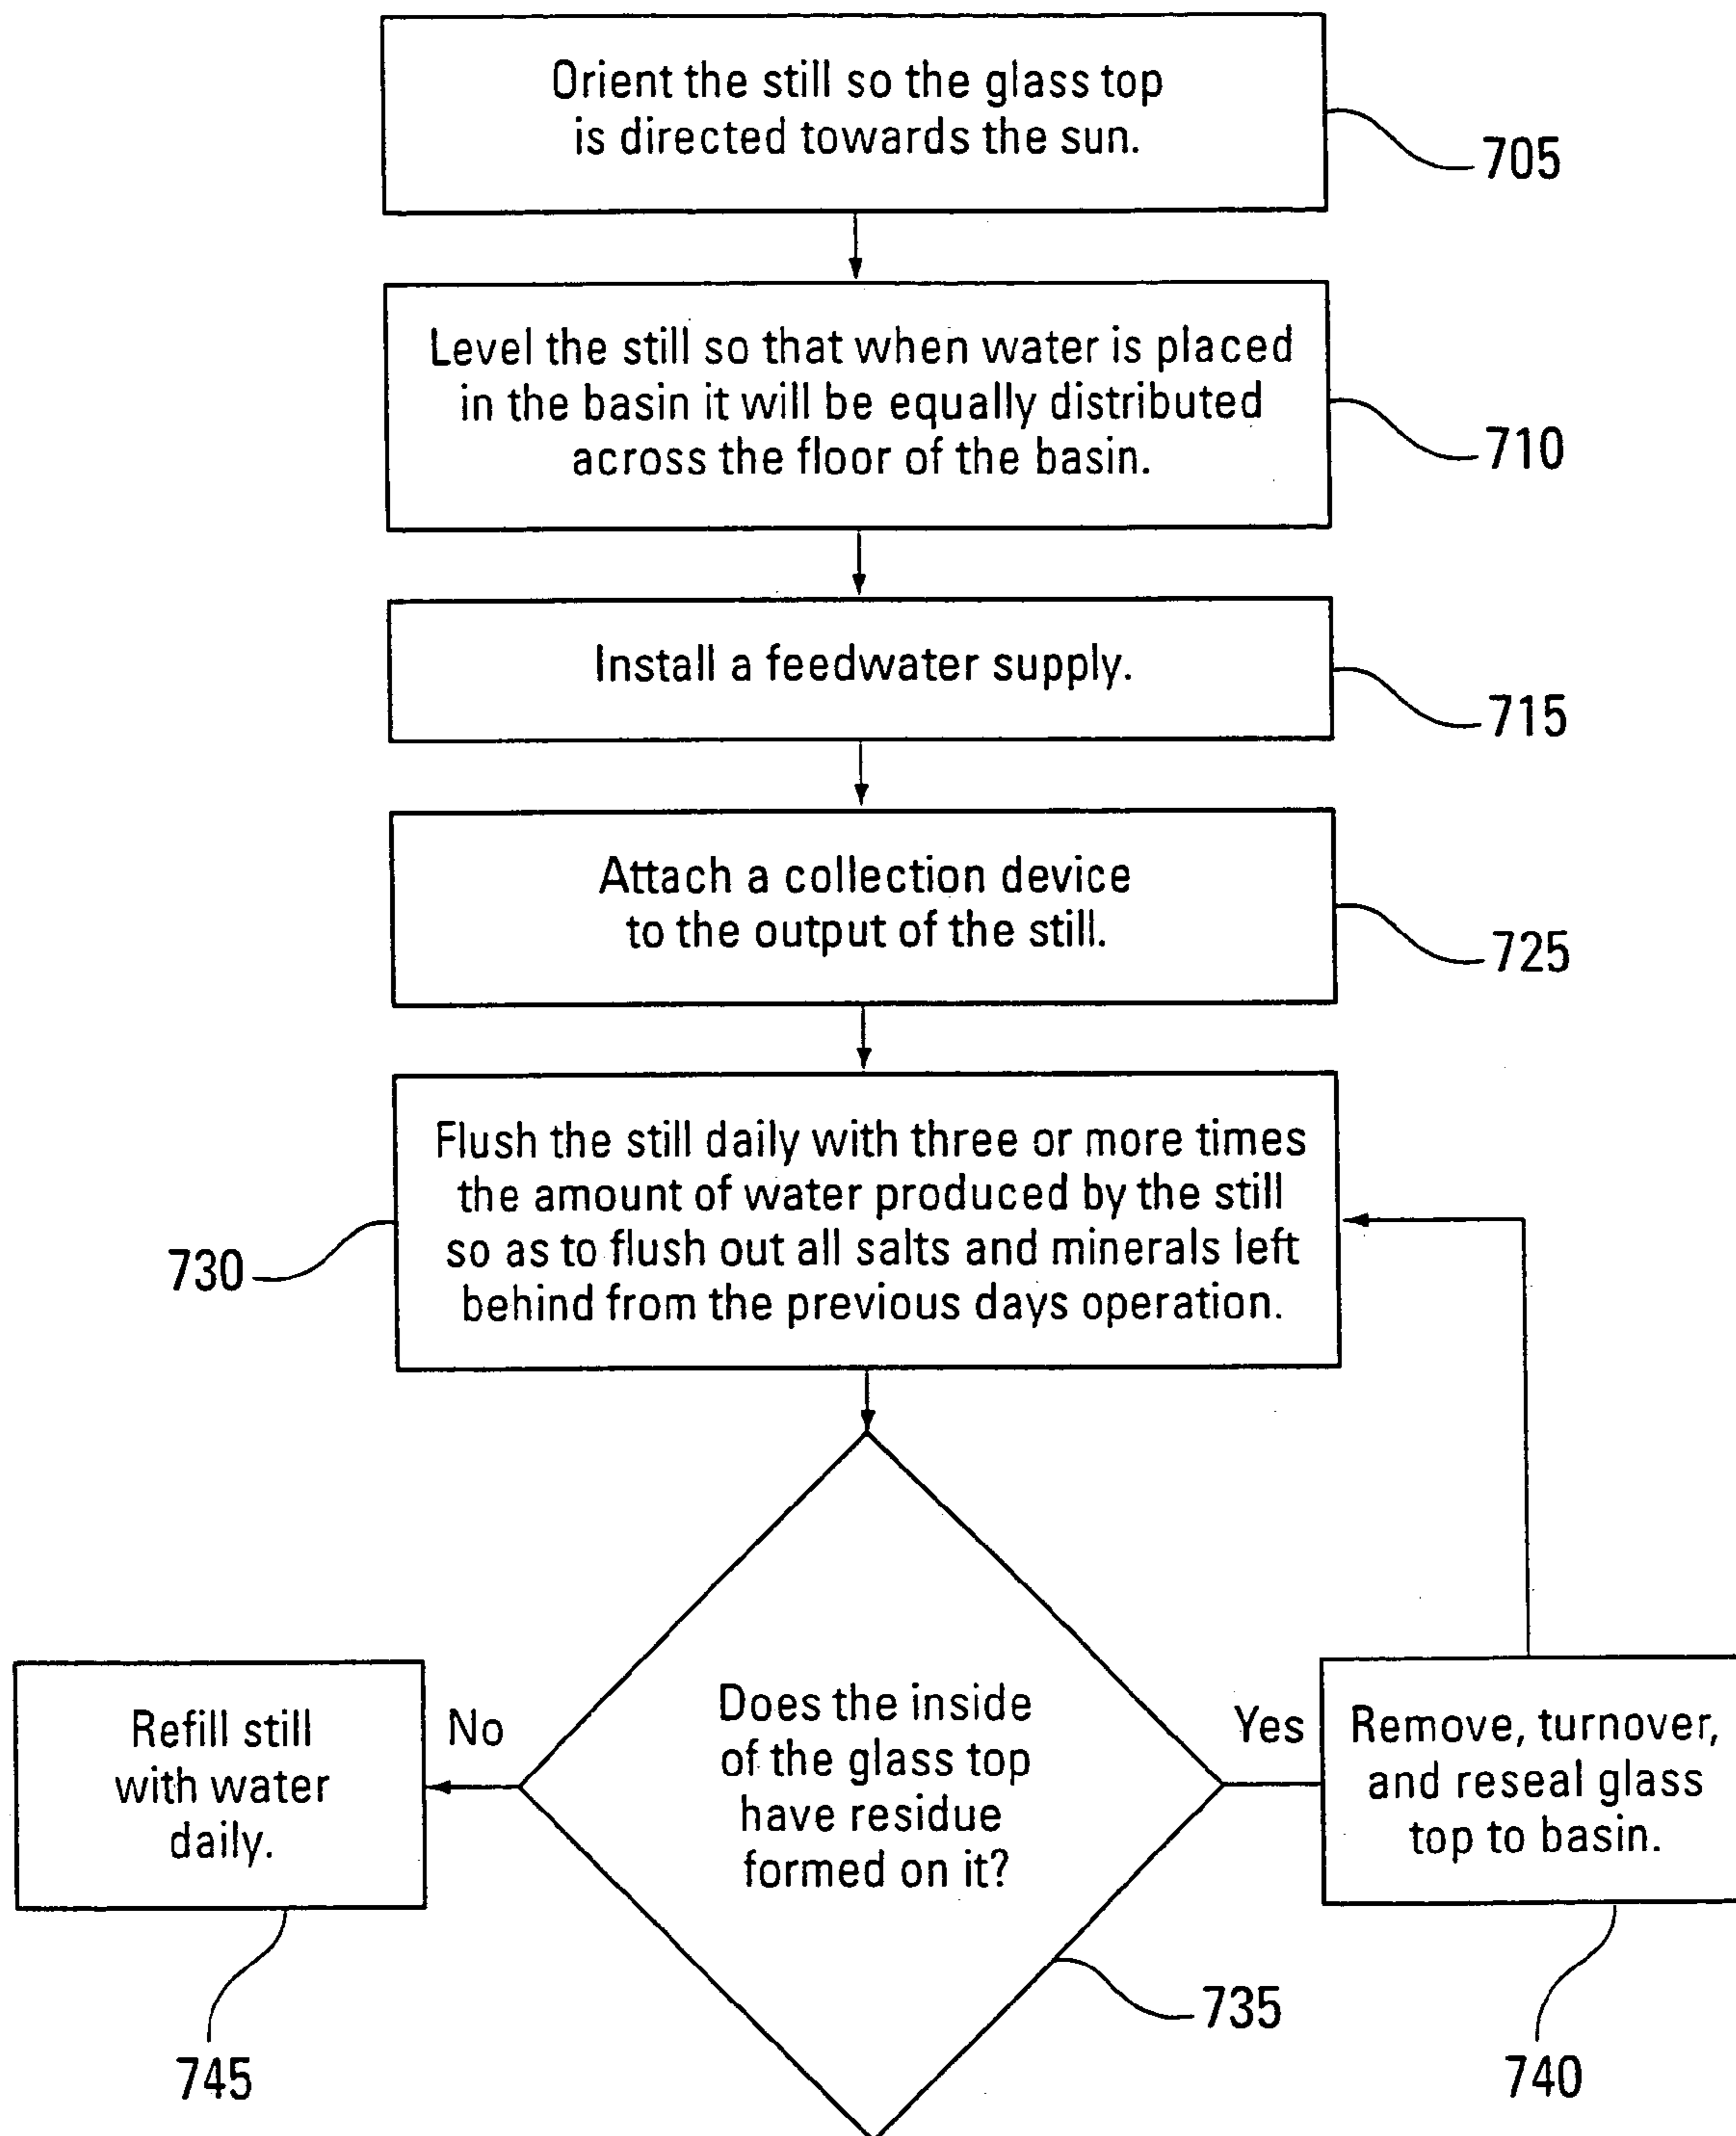 Orient the still so the glass top
is directed towards the sun.
705
Level the still so that when water is placed
in the basin it will be equally distributed
across the floor of the basin.
710
Install a feedwater supply.
715
Attach a collection device
to the output of the still.
725
Flush the still daily with three or more times
the amount of water produced by the still
so as to flush out all salts and minerals left
behind from the previous days operation.
730
Does the inside
of the glass top
have residue
formed on it?
735
No
Refill still
with water
daily.
745
Yes
Remove, turnover,
and reseal glass
top to basin.
740